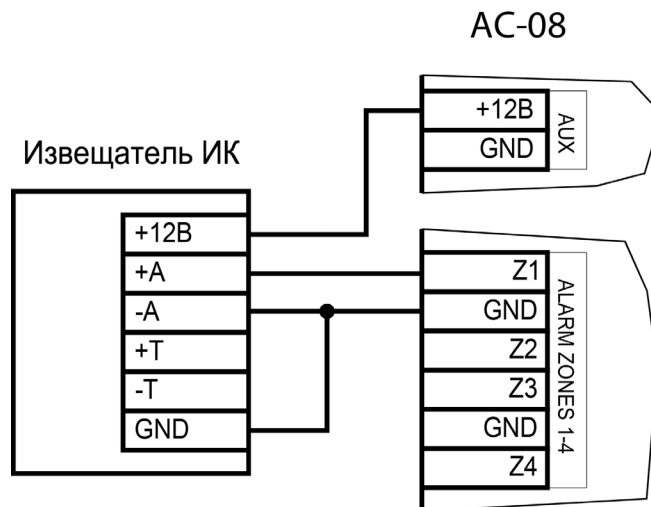 AC-08
+12В
GND
AUX
Извещатель ИК
+12В
+А
-А
+Т
-Т
GND
Z1
GND
Z2
Z3
GND
Z4
ALARM ZONES 1-4